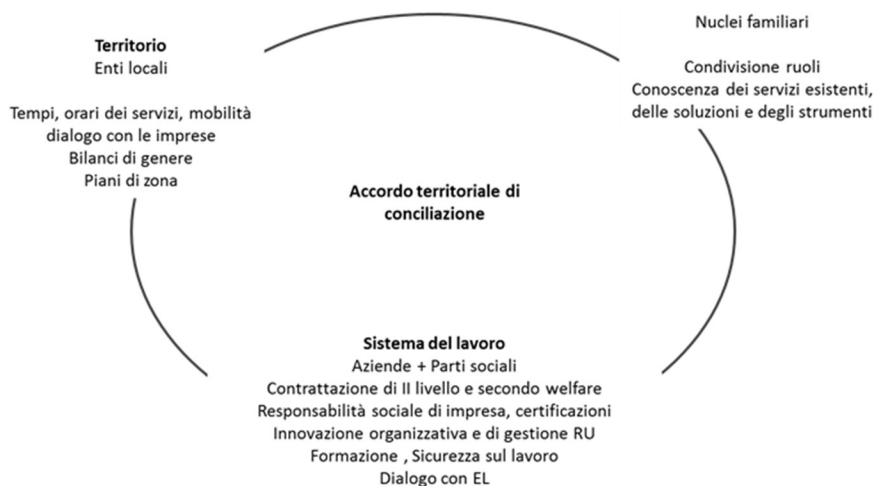 Territorio
Enti locali
Tempi, orari dei servizi, mobilità
dialogo con le imprese
Bilanci di genere
Piani di zona
Nuclei familiari
Condivisione ruoli
Conoscenza dei servizi esistenti,
delle soluzioni e degli strumenti
Accordo territoriale di
conciliazione
Sistema del lavoro
Aziende + Parti sociali
Contrattazione di II livello e secondo welfare
Responsabilità sociale di impresa, certificazioni
Innovazione organizzativa e di gestione RU
Formazione , Sicurezza sul lavoro
Dialogo con EL